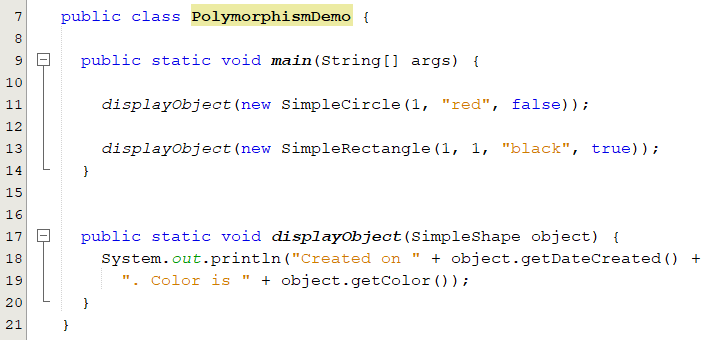 7 public class PolymorphismDemo {
8
9 public static void main(String[] args) {
10
11 displayObject(new SimpleCircle(1, "red", false));
12
13 displayObject(new SimpleRectangle(1, 1, "black", true));
14 }
15
16
17 public static void displayObject(SimpleShape object) {
18 System.out.println("Created on " + object.getDateCreated() +
19 ". Color is " + object.getColor());
20 }
21 }